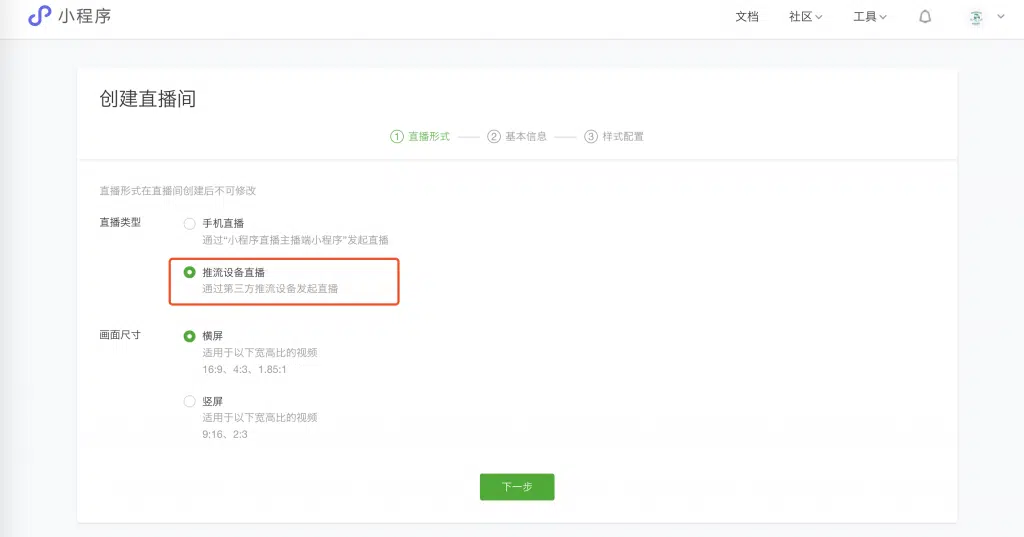 小程序
文档 社区 工具
创建直播间
1 直播形式 2 基本信息 3 样式配置
直播形式在直播间创建后不可修改
直播类型
手机直播
通过“小程序直播主播端小程序”发起直播
推流设备直播
通过第三方推流设备发起直播
画面尺寸
横屏
适用于以下宽高比的视频
16:9、4:3、1.85:1
竖屏
适用于以下宽高比的视频
9:16、2:3
下一步